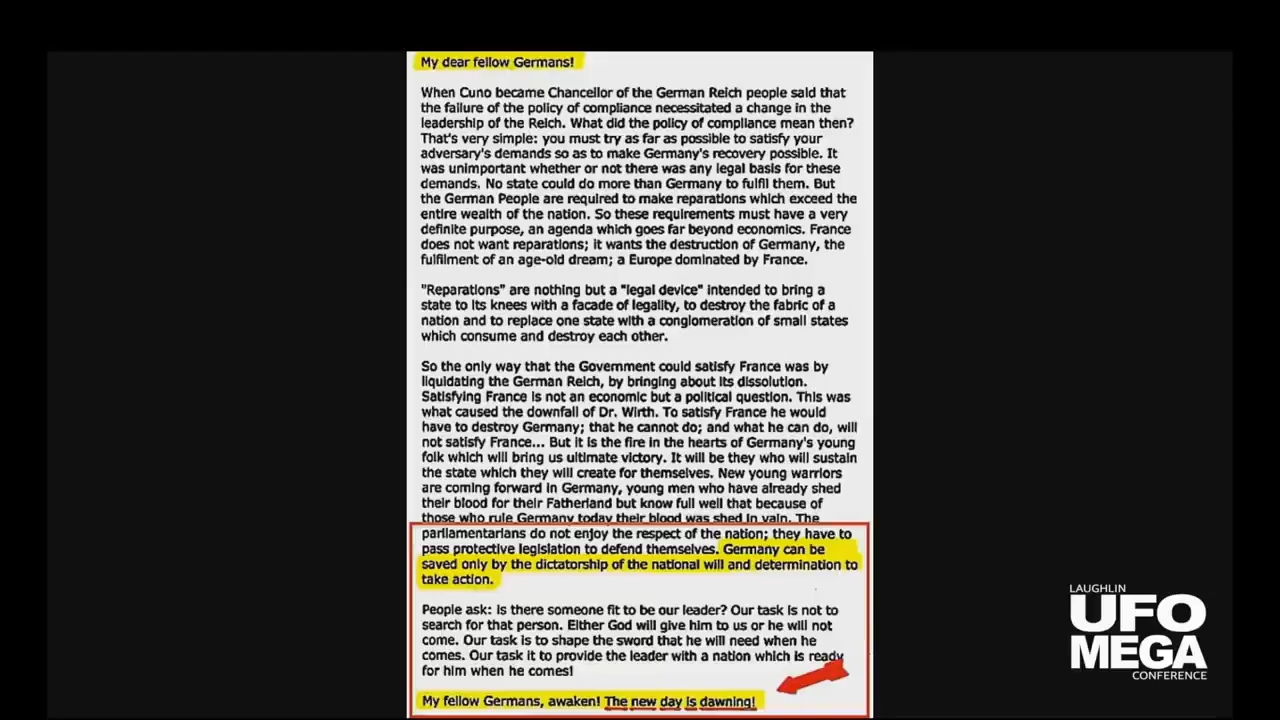 My dear fellow Germans!
When Cuno became Chancellor of the German Reich people said that
the failure of the policy of compliance necessitated a change in the
leadership of the Reich. What did the policy of compliance mean then?
That's very simple: you must try as far as possible to satisfy your
adversary's demands so as to make Germany's recovery possible. It
was unimportant whether or not there was any legal basis for these
demands. No state could do more than Germany to fulfil them. But
the German People are required to make reparations which exceed the
entire wealth of the nation. So these requirements must have a very
definite purpose, an agenda which goes far beyond economics. France
does not want reparations; it wants the destruction of Germany, the
fulfilment of an age-old dream; a Europe dominated by France.
"Reparations" are nothing but a "legal device" intended to bring a
state to its knees with a facade of legality, to destroy the fabric of a
nation and to replace one state with a conglomeration of small states
which consume and destroy each other.
So the only way that the Government could satisfy France was by
liquidating the German Reich, by bringing about its dissolution.
Satisfying France is not an economic but a political question. This was
what caused the downfall of Dr. Wirth. To satisfy France he would
have to destroy Germany; that he cannot do; and what he can do, will
not satisfy France... But it is the fire in the hearts of Germany's young
folk which will bring us ultimate victory. It will be they who will sustain
the state which they will create for themselves. New young warriors
are coming forward in Germany, young men who have already shed
their blood for their Fatherland but know full well that because of
those who rule Germany today their blood was shed in vain. The
parliamentarians do not enjoy the respect of the nation; they have to
pass protective legislation to defend themselves. Germany can be
saved only by the dictatorship of the national will and determination to
take action.
People ask: is there someone fit to be our leader? Our task is not to
search for that person. Either God will give him to us or he will not
come. Our task is to shape the sword that he will need when he
comes. Our task it to provide the leader with a nation which is ready
for him when he comes!
My fellow Germans, awaken! The new day is dawning!
LAUGHLIN
UFO
MEGA
CONFERENCE